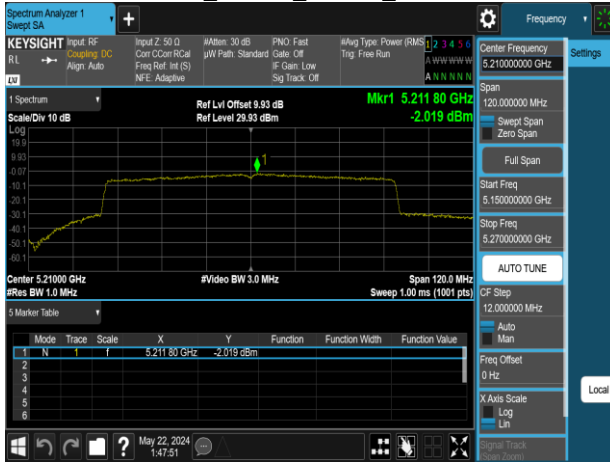 Spectrum Analyzer 1
Swept SA
Frequency
KEYSIGHT
RL
Input: RF
Coupling: DC
Align: Auto
Input Z: 50 Ω
Corr CCorr RCal
Freq Ref: Int (S)
NFE: Adaptive
#Atten: 30 dB
µW Path: Standard
PNO: Fast
Gate: Off
IF Gain: Low
Sig Track: Off
#Avg Type: Power (RMS
Trig: Free Run
1 2 3 4 5 6
A W W W W W
A N N N N N
LXI
1 Spectrum
Scale/Div 10 dB
Ref Lvl Offset 9.93 dB
Ref Level 29.93 dBm
Mkr1 5.211 80 GHz
-2.019 dBm
Log
19.9
9.93
-0.07
-10.1
-20.1
-30.1
-40.1
-50.1
-60.1
1
Center 5.21000 GHz
#Res BW 1.0 MHz
#Video BW 3.0 MHz
Span 120.0 MHz
Sweep 1.00 ms (1001 pts)
5 Marker Table
Mode Trace Scale X Y Function Function Width Function Value
1 N 1 f 5.211 80 GHz -2.019 dBm
2
3
4
5
6
May 22, 2024
1:47:51
Center Frequency
5.210000000 GHz
Span
120.000000 MHz
Swept Span
Zero Span
Full Span
Start Freq
5.150000000 GHz
Stop Freq
5.270000000 GHz
AUTO TUNE
CF Step
12.000000 MHz
Auto
Man
Freq Offset
0 Hz
X Axis Scale
Log
Lin
Signal Track
(Span Zoom)
Settings
Local